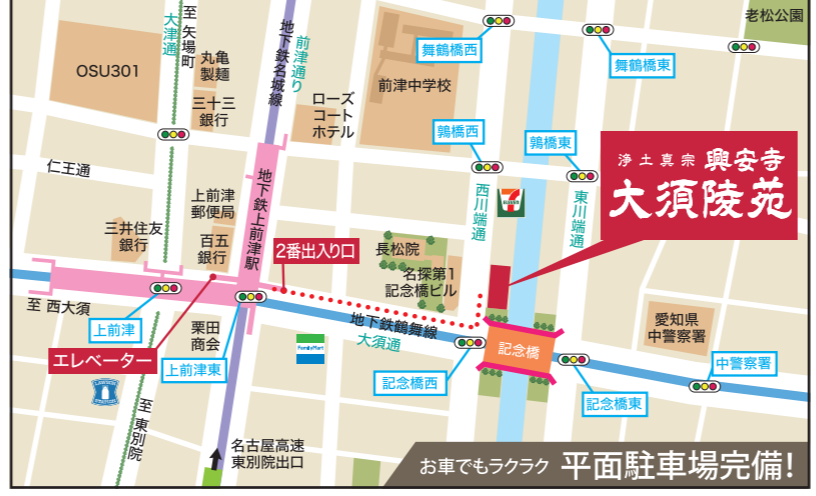 老松公園
至 矢場町
大津通
丸亀
製麺
地下鉄名城線
前津通り
舞鶴橋西
舞鶴橋東
OSU301
前津中学校
三十三
銀行
ローズ
コート
ホテル
鶉橋西
鶉橋東
浄土真宗 興安寺
大須陵苑
仁王通
地下鉄上前津駅
上前津
郵便局
西川端通
東川端通
三井住友
銀行
百五
銀行
2番出入り口
長松院
名探第1
記念橋ビル
至 西大須
上前津
栗田
商会
地下鉄鶴舞線
大須通
愛知県
中警察署
記念橋
エレベーター
上前津東
FamilyMart
記念橋西
中警察署
記念橋東
至 東別院
名古屋高速
東別院出口
お車でもラクラク 平面駐車場完備!